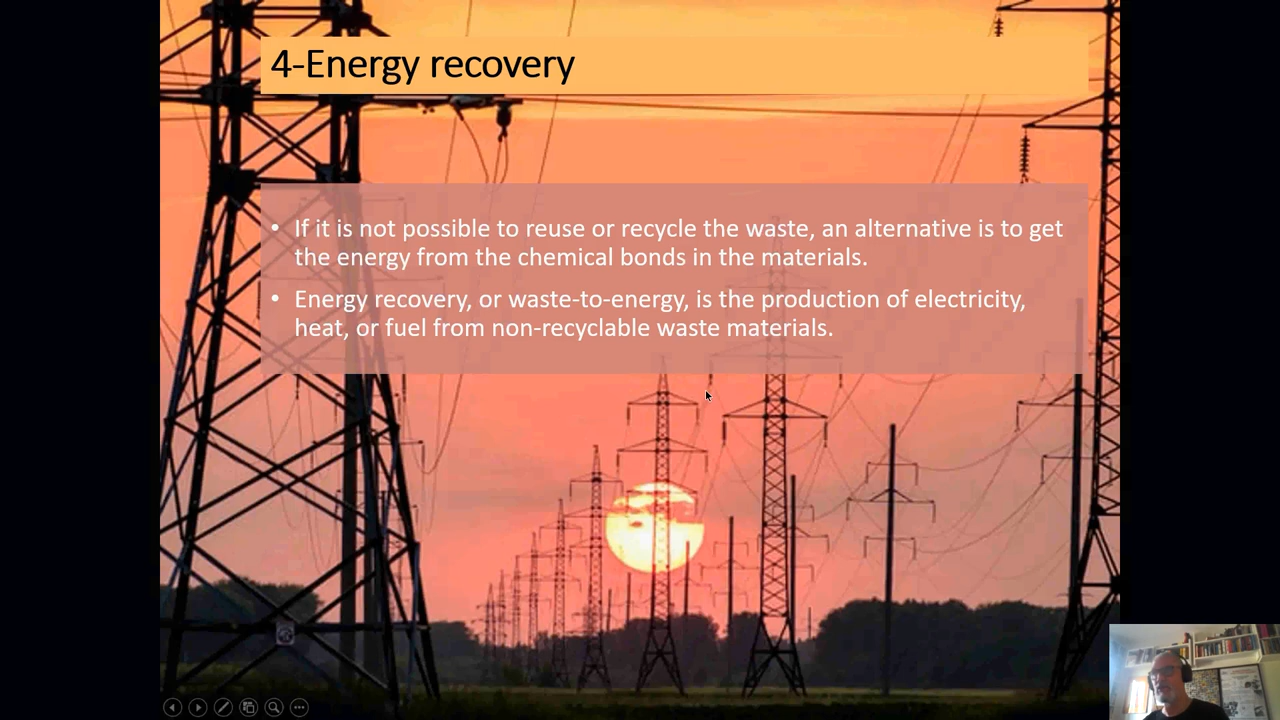 4-Energy recovery
• If it is not possible to reuse or recycle the waste, an alternative is to get
the energy from the chemical bonds in the materials.
• Energy recovery, or waste-to-energy, is the production of electricity,
heat, or fuel from non-recyclable waste materials.